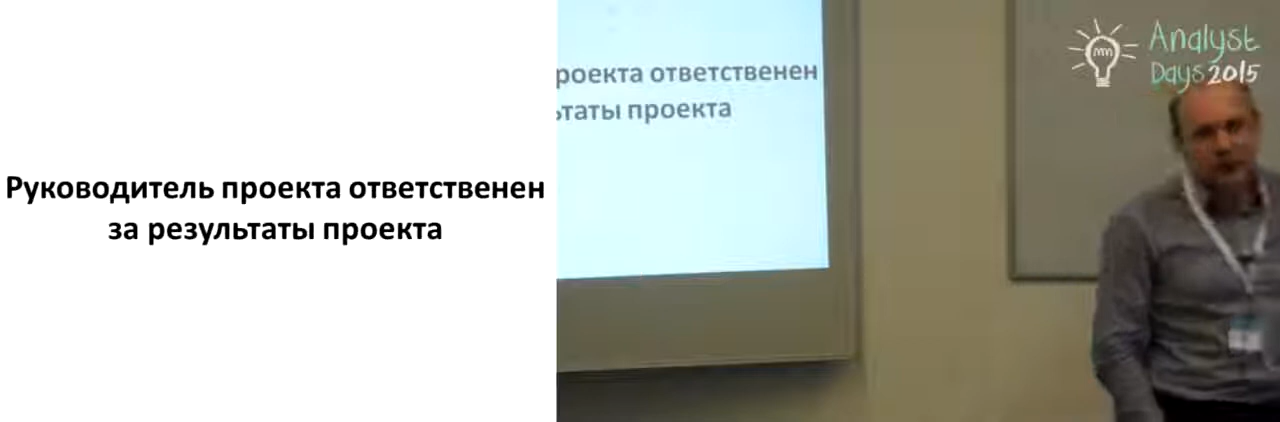 Руководитель проекта ответственен
за результаты проекта
роекта ответственен
ьтаты проекта
Analyst
Days 2015